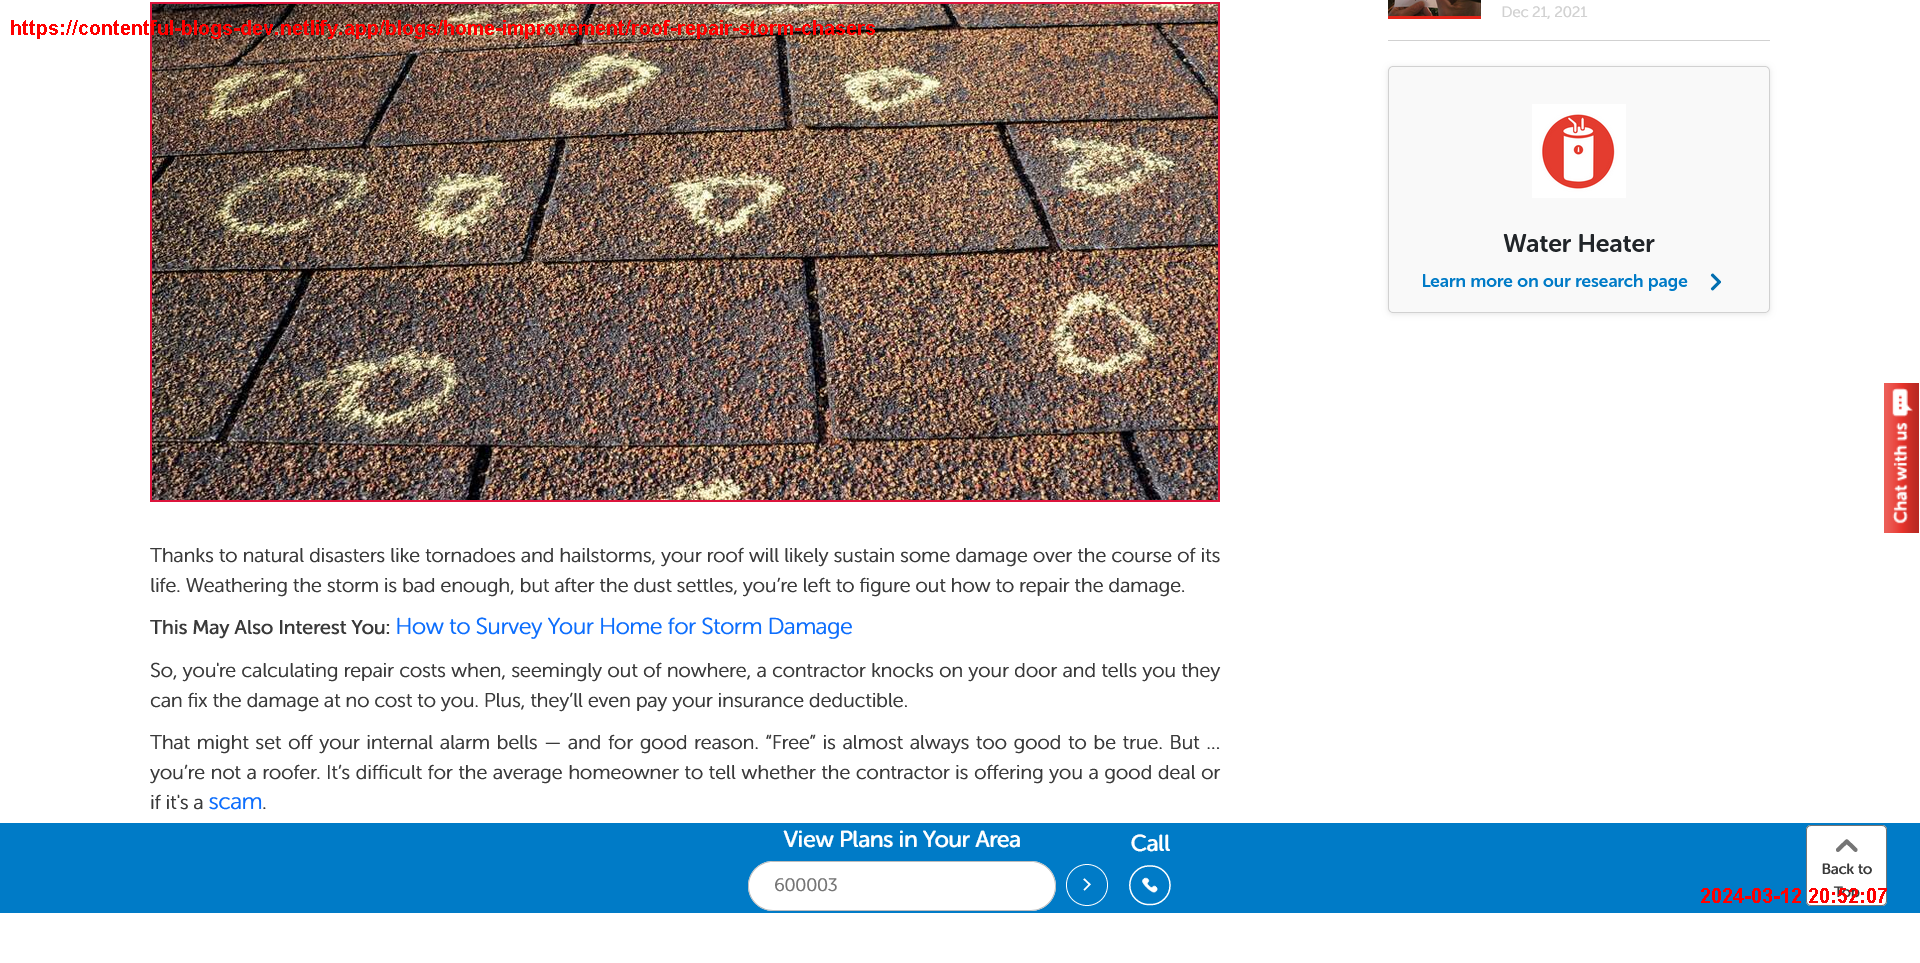 https://contentful-blogs-dev.netlify.app/blogs/home-improvement/roof-repair-storm-chasers
Dec 21, 2021
Water Heater
Learn more on our research page
Chat with us
Thanks to natural disasters like tornadoes and hailstorms, your roof will likely sustain some damage over the course of its
life. Weathering the storm is bad enough, but after the dust settles, you’re left to figure out how to repair the damage.
This May Also Interest You: How to Survey Your Home for Storm Damage
So, you're calculating repair costs when, seemingly out of nowhere, a contractor knocks on your door and tells you they
can fix the damage at no cost to you. Plus, they’ll even pay your insurance deductible.
That might set off your internal alarm bells — and for good reason. “Free” is almost always too good to be true. But ...
you’re not a roofer. It’s difficult for the average homeowner to tell whether the contractor is offering you a good deal or
if it's a scam.
View Plans in Your Area
Call
600003
Back to
Top
2024-03-12 20:52:07